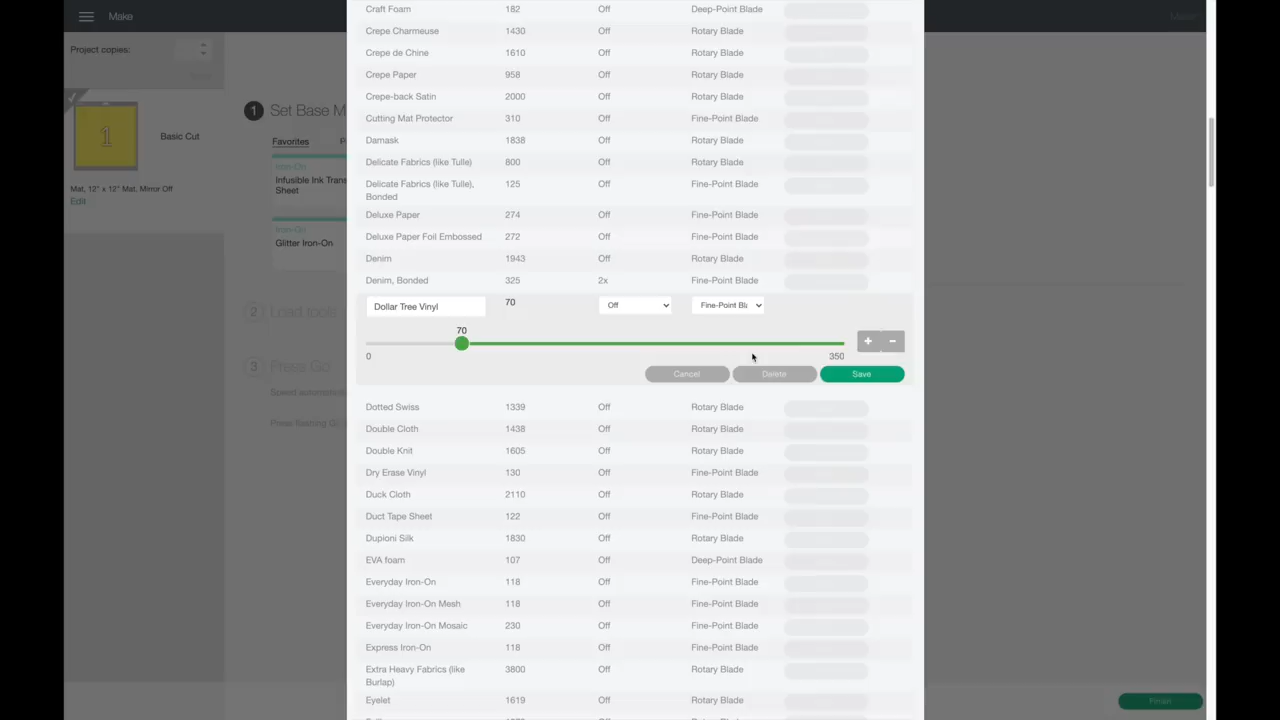 Make
Project copies:
1
Basic Cut
Mat, 12" x 12" Mat. Mirror Off
Edit
1 Set Base M
Favorites P
Iron-On
Infusible Ink Trans
Sheet
Iron-On
Glitter Iron-On
2 Load tools
3 Press Go
Craft Foam 182 Off Deep-Point Blade
Crepe Charmeuse 1430 Off Rotary Blade
Crepe de Chine 1610 Off Rotary Blade
Crepe Paper 958 Off Rotary Blade
Crepe-back Satin 2000 Off Rotary Blade
Cutting Mat Protector 310 Off Fine-Point Blade
Damask 1838 Off Rotary Blade
Delicate Fabrics (like Tulle) 800 Off Rotary Blade
Delicate Fabrics (like Tulle), 125 Off Fine-Point Blade
Bonded
Deluxe Paper 274 Off Fine-Point Blade
Deluxe Paper Foil Embossed 272 Off Fine-Point Blade
Denim 1943 Off Rotary Blade
Denim, Bonded 325 2x Fine-Point Blade
Dollar Tree Vinyl 70 Off Fine-Point Bl
70
0 350
+ -
Cancel Delete Save
Dotted Swiss 1339 Off Rotary Blade
Double Cloth 1438 Off Rotary Blade
Double Knit 1605 Off Rotary Blade
Dry Erase Vinyl 130 Off Fine-Point Blade
Duck Cloth 2110 Off Rotary Blade
Duct Tape Sheet 122 Off Fine-Point Blade
Dupioni Silk 1830 Off Rotary Blade
EVA foam 107 Off Deep-Point Blade
Everyday Iron-On 118 Off Fine-Point Blade
Everyday Iron-On Mesh 118 Off Fine-Point Blade
Everyday Iron-On Mosaic 230 Off Fine-Point Blade
Express Iron-On 118 Off Fine-Point Blade
Extra Heavy Fabrics (like 3800 Off Rotary Blade
Burlap)
Eyelet 1619 Off Rotary Blade
Finish